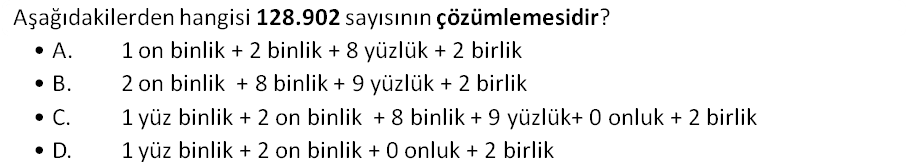 Aşağıdakilerden hangisi 128.902 sayısının çözümlemesidir?
• A. 1 on binlik + 2 binlik + 8 yüzlük + 2 birlik
• B. 2 on binlik + 8 binlik + 9 yüzlük + 2 birlik
• C. 1 yüz binlik + 2 on binlik + 8 binlik + 9 yüzlük+ 0 onluk + 2 birlik
• D. 1 yüz binlik + 2 on binlik + 0 onluk + 2 birlik